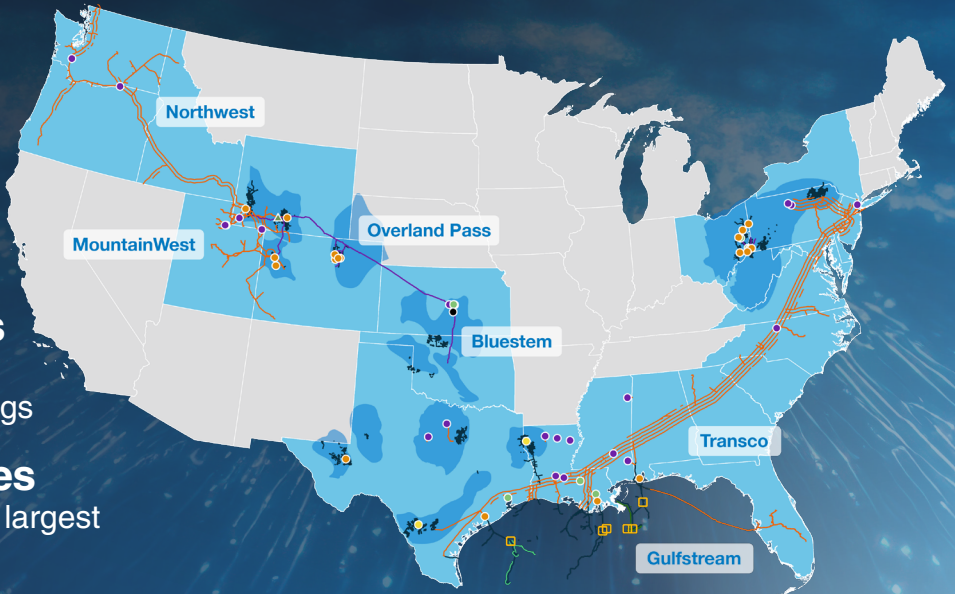 Northwest
Overland Pass
MountainWest
s
Bluestem
gs
Transco
es
largest
Gulfstream